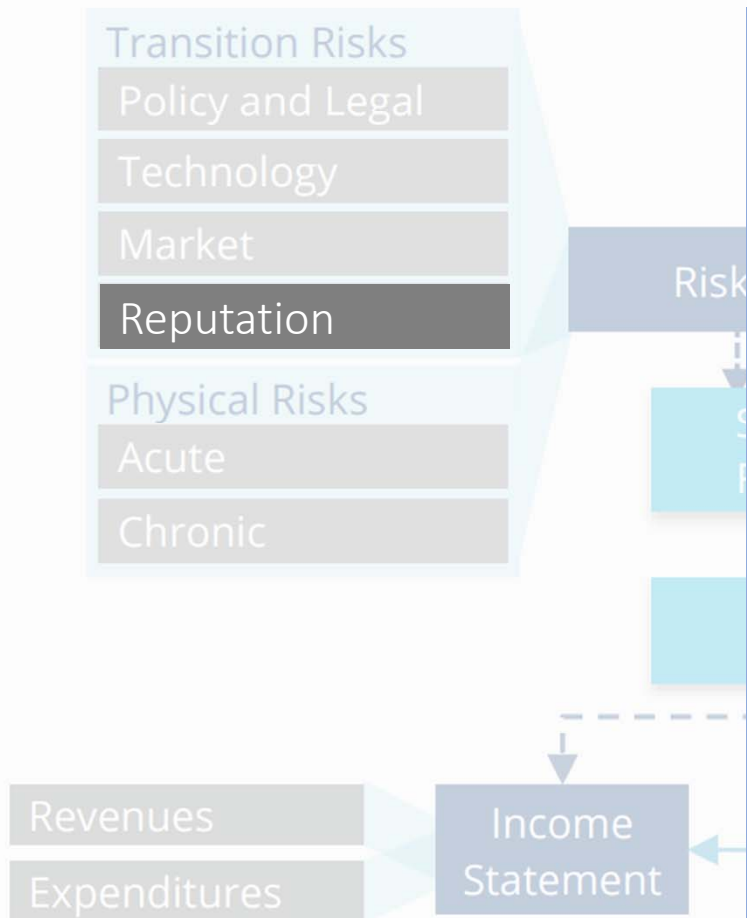 Transition Risks
Policy and Legal
Technology
Market
Reputation
Risk
Physical Risks
Acute
Chronic
Revenues
Expenditures
Income
Statement